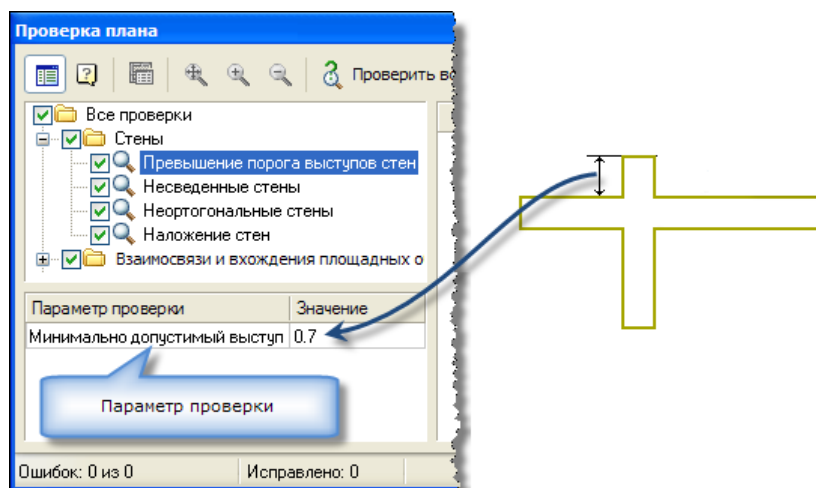 Проверка плана
Проверить
Все проверки
Стены
Превышение порога выступов стен
Несведенные стены
Неортогональные стены
Наложение стен
Взаимосвязи и вхождения площадных о
Параметр проверки Значение
Минимально допустимый выступ 0.7
Параметр проверки
Ошибок: 0 из 0 Исправлено: 0